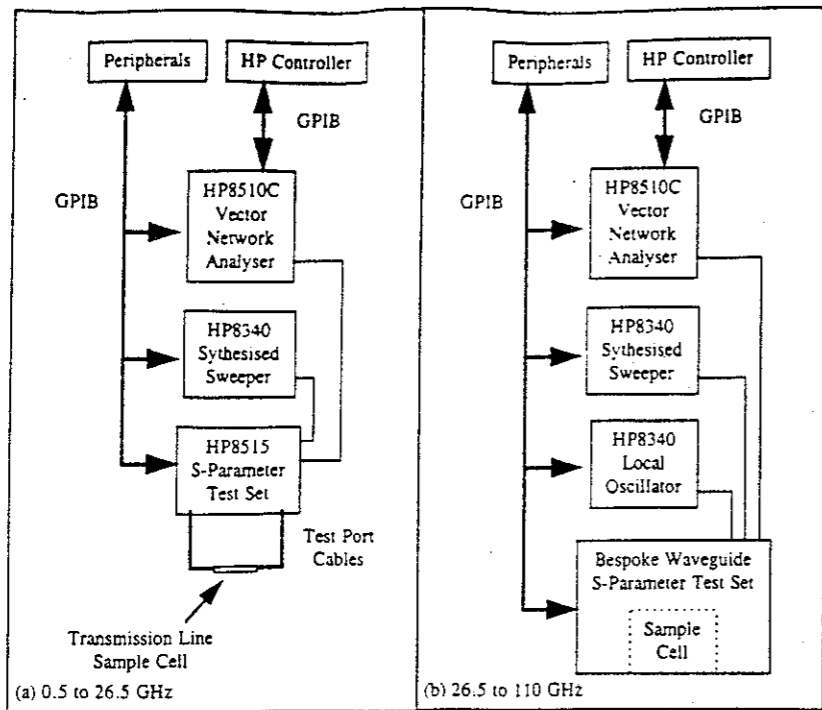 Peripherals
HP Controller
GPIB
GPIB
HP8510C
Vector
Network
Analyser
HP8340
Sythesised
Sweeper
HP8515
S-Parameter
Test Set
Test Port
Cables
Transmission Line
Sample Cell
(a) 0.5 to 26.5 GHz
Peripherals
HP Controller
GPIB
GPIB
HP8510C
Vector
Network
Analyser
HP8340
Sythesised
Sweeper
HP8340
Local
Oscillator
Bespoke Waveguide
S-Parameter Test Set
Sample
Cell
(b) 26.5 to 110 GHz